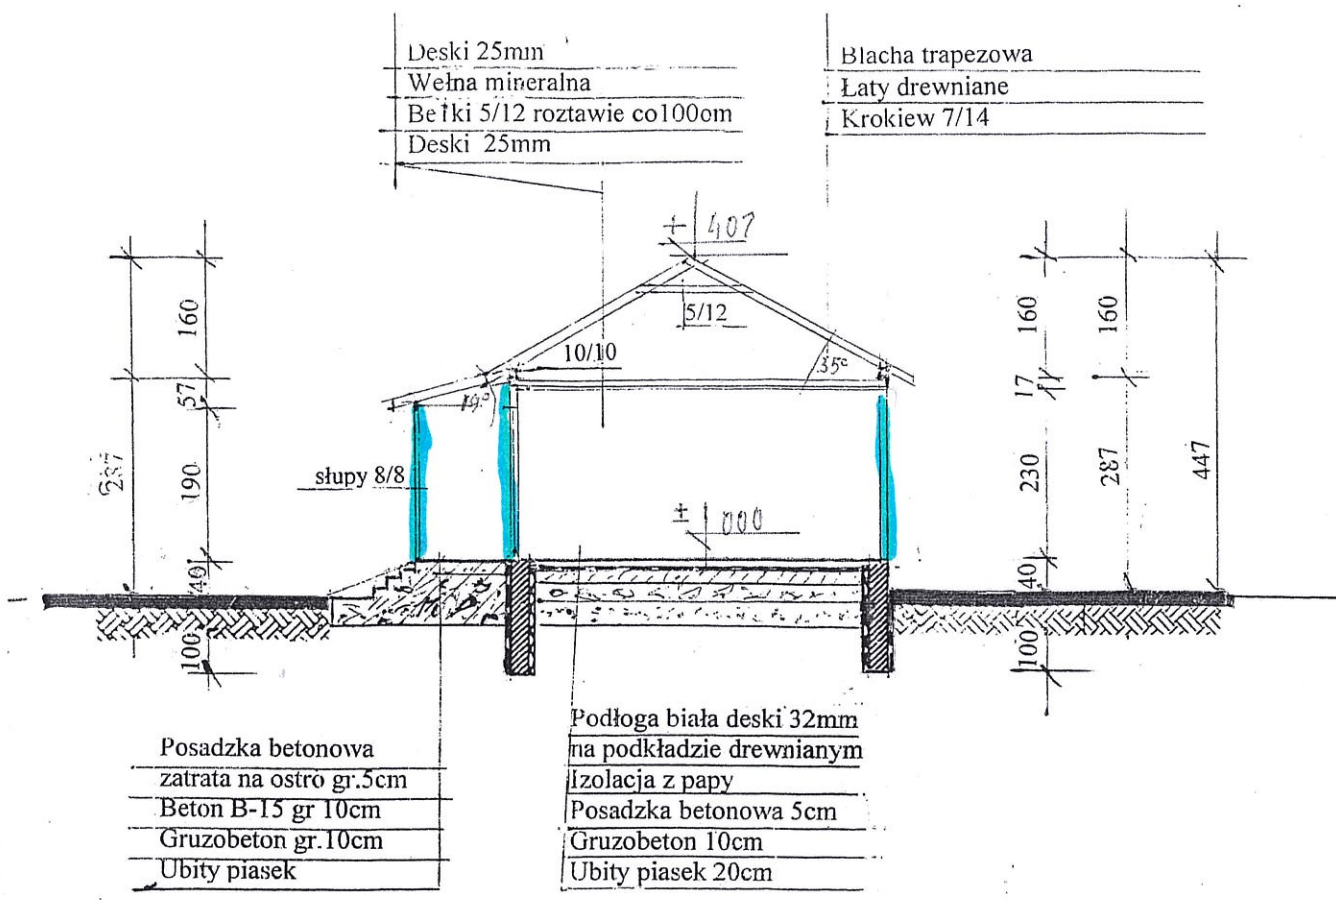 Deski 25mm
Wełna mineralna
Belki 5/12 roztawie co100cm
Deski 25mm
Blacha trapezowa
Łaty drewniane
Krokiew 7/14
+ 407
5/12
10/10
35°
19°
słupy 8/8
± 000
160
57
287
190
40
100
160
160
17
230
287
447
40
100
Posadzka betonowa
zatrata na ostro gr.5cm
Beton B-15 gr 10cm
Gruzobeton gr.10cm
Ubity piasek
Podłoga biała deski 32mm
na podkładzie drewnianym
Izolacja z papy
Posadzka betonowa 5cm
Gruzobeton 10cm
Ubity piasek 20cm